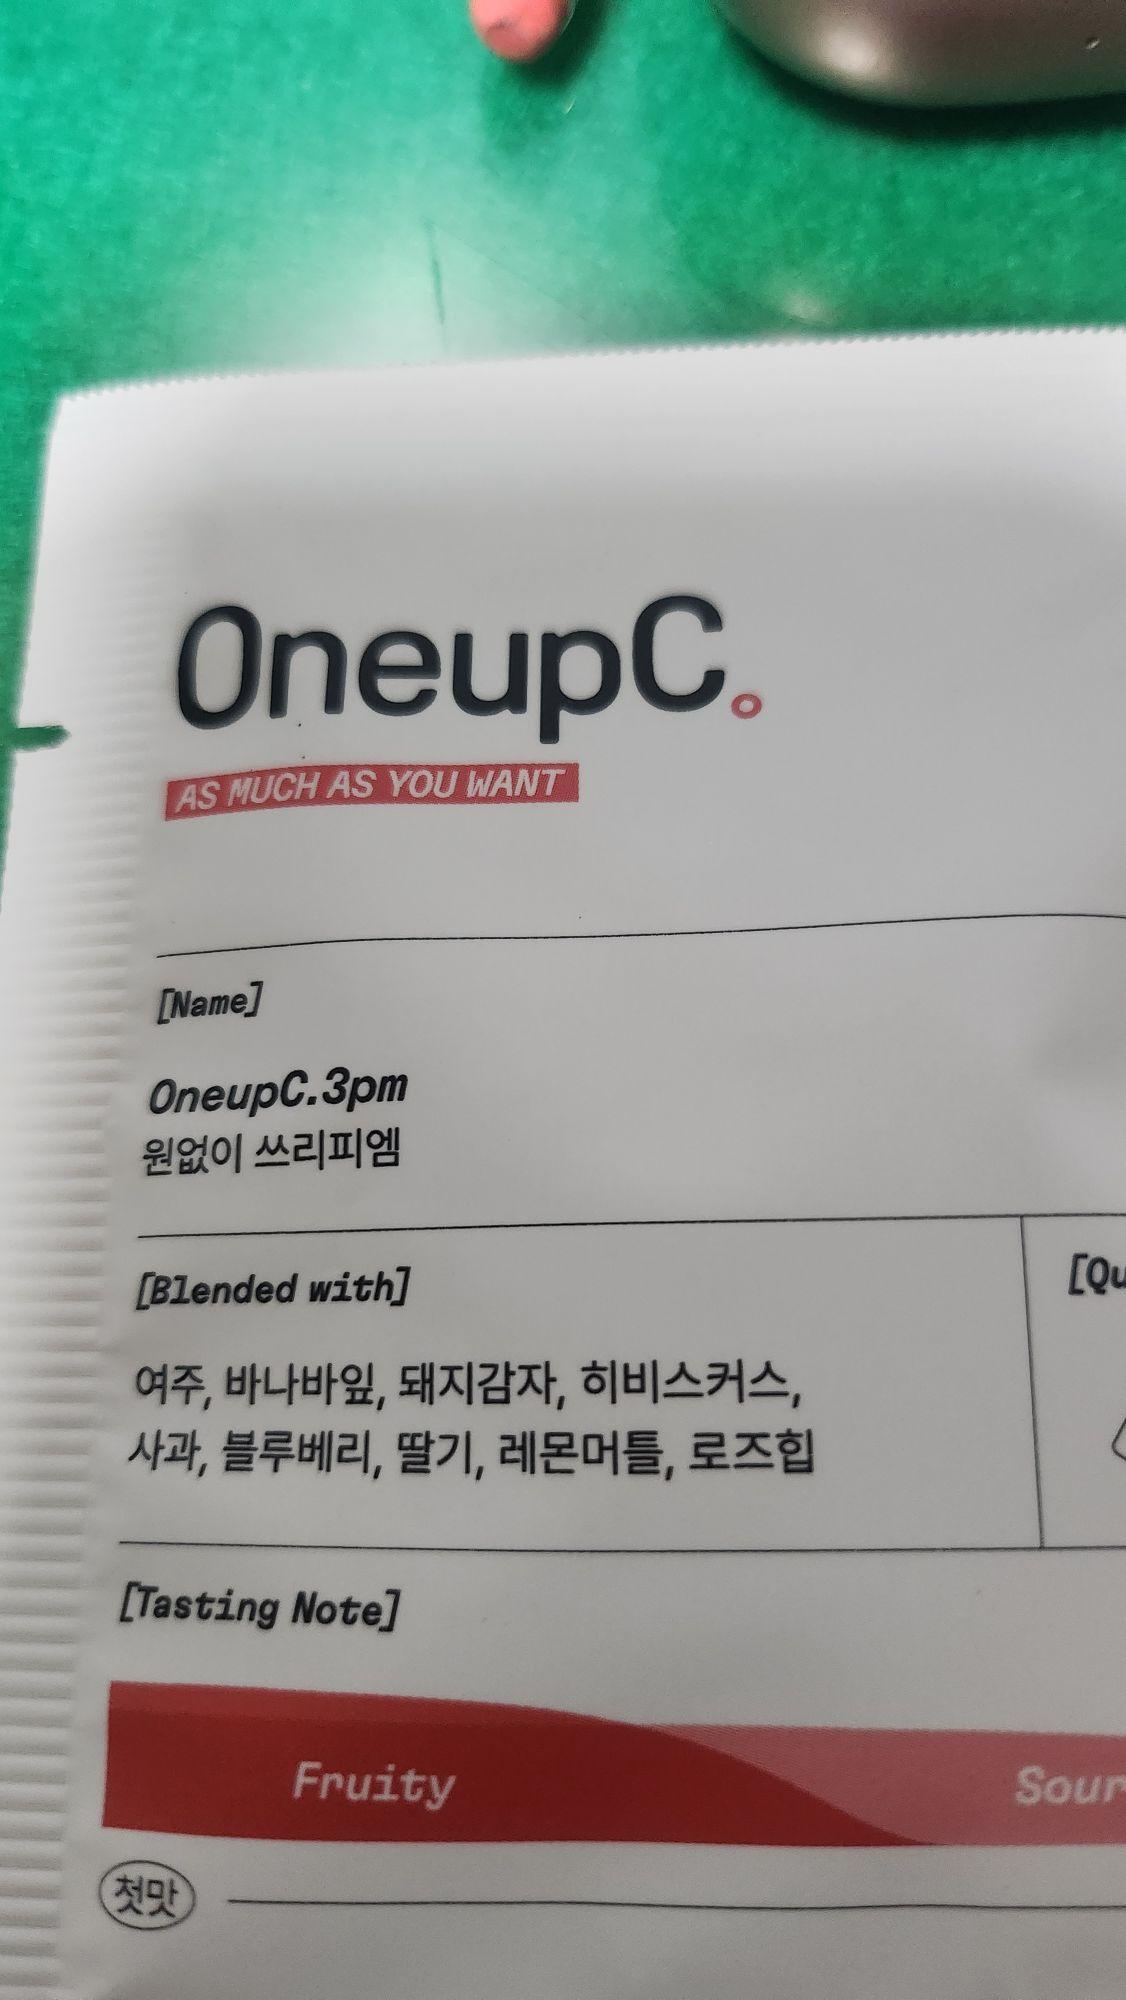 OneupC.
AS MUCH AS YOU WANT
[Name]
OneupC.3pm
원없이 쓰리피엠
[Blended with]
여주, 바나바잎, 돼지감자, 히비스커스,
사과, 블루베리, 딸기, 레몬머틀, 로즈힙
[Qu
[Tasting Note]
Fruity
Sour
첫맛